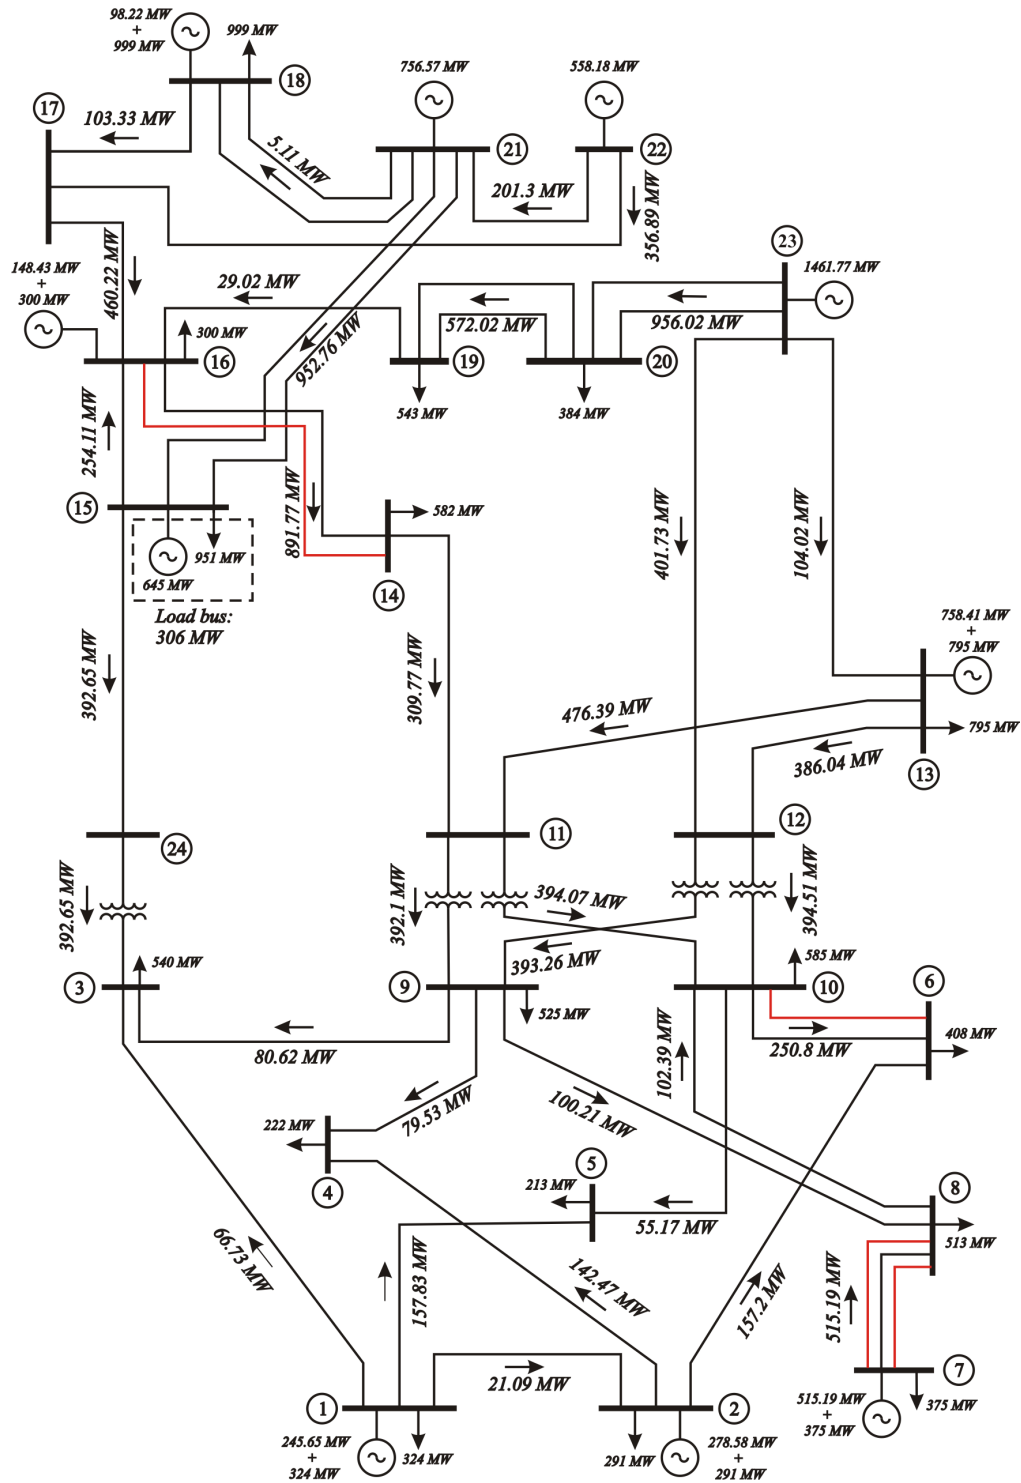 98.22 MW
+
999 MW
999 MW
18
17
103.33 MW
5.11 MW
756.57 MW
21
558.18 MW
22
201.3 MW
356.89 MW
23
1461.77 MW
148.43 MW
+
300 MW
460.22 MW
29.02 MW
300 MW
16
952.76 MW
572.02 MW
956.02 MW
19
20
543 MW
384 MW
254.11 MW
15
951 MW
645 MW
Load bus:
306 MW
891.77 MW
582 MW
14
401.73 MW
104.02 MW
392.65 MW
309.77 MW
758.41 MW
+
795 MW
476.39 MW
795 MW
386.04 MW
13
24
11
12
392.65 MW
392.1 MW
394.07 MW
394.51 MW
393.26 MW
3
540 MW
9
525 MW
585 MW
10
6
408 MW
250.8 MW
80.62 MW
102.39 MW
79.53 MW
100.21 MW
222 MW
4
5
213 MW
55.17 MW
8
513 MW
66.73 MW
157.83 MW
142.47 MW
157.2 MW
515.19 MW
21.09 MW
7
515.19 MW
+
375 MW
375 MW
1
245.65 MW
+
324 MW
324 MW
2
291 MW
278.58 MW
+
291 MW